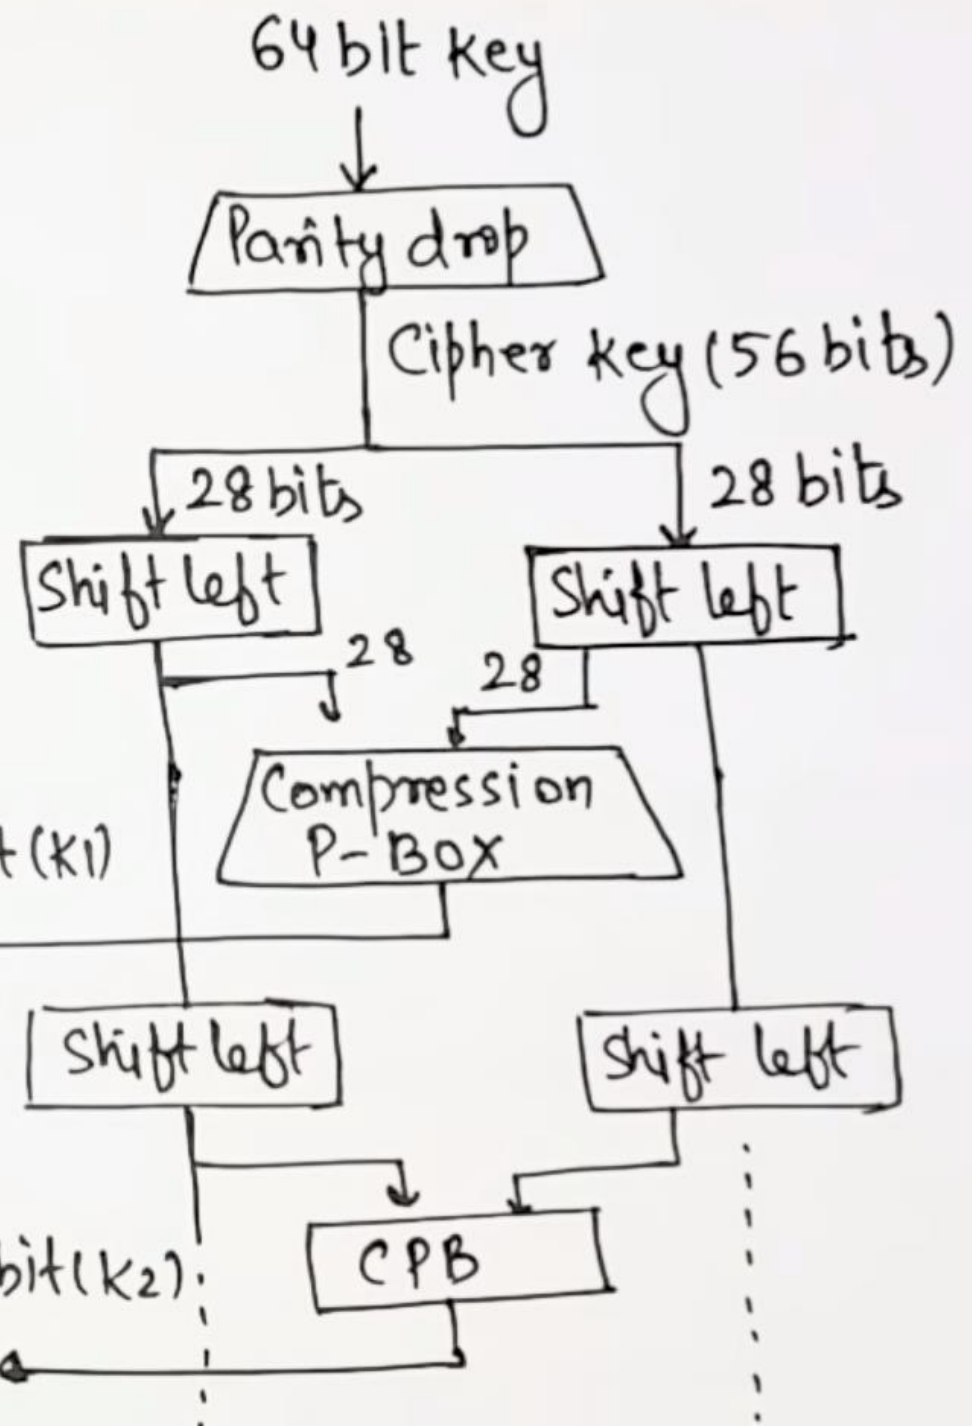 64 bit key
Parity drop
Cipher key (56 bits)
28 bits
28 bits
Shift left
Shift left
28
28
Compression
P-BOX
t (K1)
Shift left
Shift left
CPB
bit (K2)